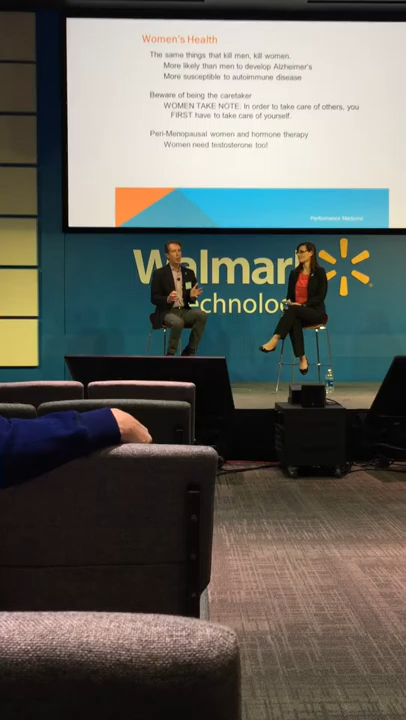 Women's Health
The same things that kill men, kill women.
More likely than men to develop Alzheimer's
More susceptible to autoimmune disease
Beware of being the caretaker
WOMEN TAKE NOTE: In order to take care of others, you
FIRST have to take care of yourself.
Peri-Menopausal women and hormone therapy
Women need testosterone too!
Performance Medicine
Walmart
Technology